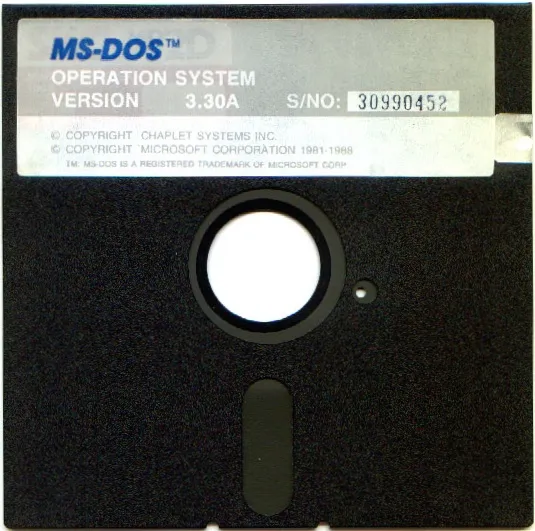 MS-DOS™
OPERATION SYSTEM
VERSION 3.30A S/NO: 30990452
© COPYRIGHT CHAPLET SYSTEMS INC.
© COPYRIGHT MICROSOFT CORPORATION 1981-1988
TM. MS-DOS IS A REGISTERED TRADEMARK OF MICROSOFT CORP